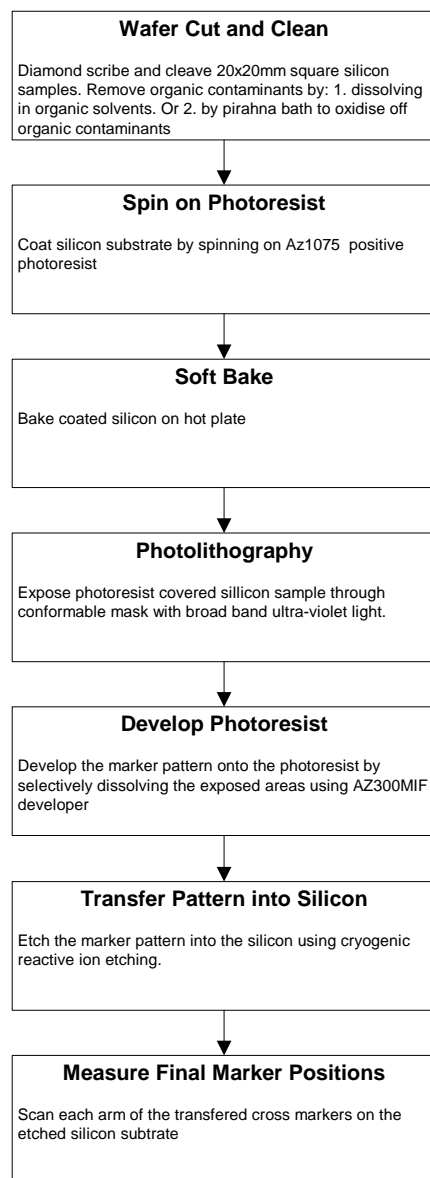 Wafer Cut and Clean
Diamond scribe and cleave 20x20mm square silicon
samples. Remove organic contaminants by: 1. dissolving
in organic solvents. Or 2. by pirahna bath to oxidise off
organic contaminants
Spin on Photoresist
Coat silicon substrate by spinning on Az1075  positive
photoresist
Soft Bake
Bake coated silicon on hot plate
Photolithography
Expose photoresist covered sillicon sample through
conformable mask with broad band ultra-violet light.
Develop Photoresist
Develop the marker pattern onto the photoresist by
selectively dissolving the exposed areas using AZ300MIF
developer
Transfer Pattern into Silicon
Etch the marker pattern into the silicon using cryogenic
reactive ion etching.
Measure Final Marker Positions
Scan each arm of the transfered cross markers on the
etched silicon subtrate